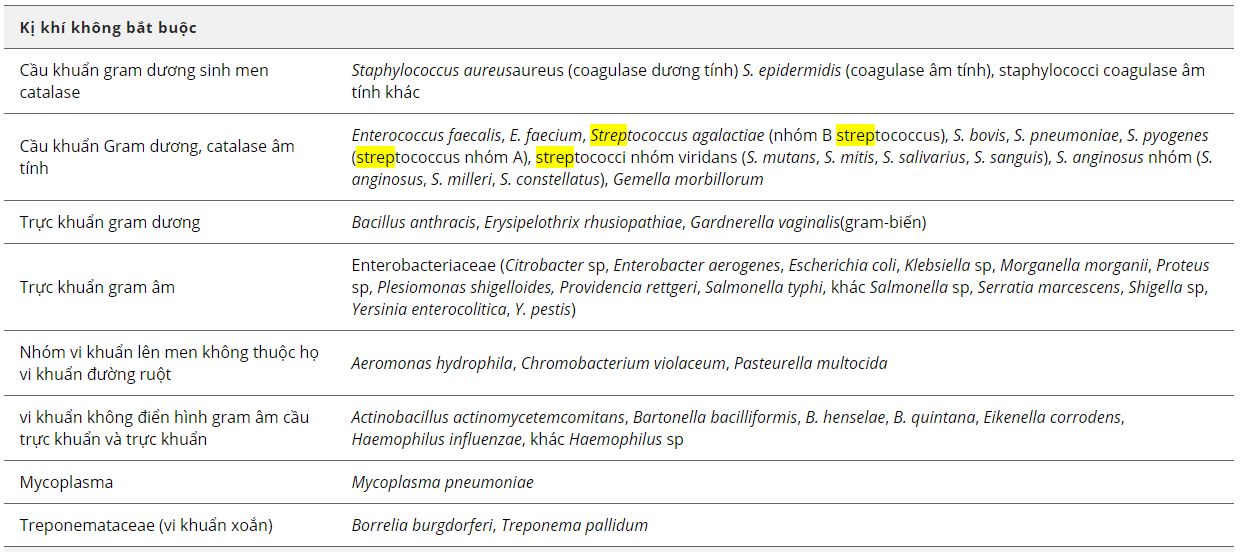 Kị khí không bắt buộc
Cầu khuẩn gram dương sinh men
catalase
Staphylococcus aureusaureus (coagulase dương tính) S. epidermidis (coagulase âm tính), staphylococci coagulase âm
tính khác
Cầu khuẩn Gram dương, catalase âm
tính
Enterococcus faecalis, E. faecium, Streptococcus agalactiae (nhóm B streptococcus), S. bovis, S. pneumoniae, S. pyogenes
(streptococcus nhóm A), streptococci nhóm viridans (S. mutans, S. mitis, S. salivarius, S. sanguis), S. anginosus nhóm (S.
anginosus, S. milleri, S. constellatus), Gemella morbillorum
Trực khuẩn gram dương
Bacillus anthracis, Erysipelothrix rhusiopathiae, Gardnerella vaginalis(gram-biến)
Trực khuẩn gram âm
Enterobacteriaceae (Citrobacter sp, Enterobacter aerogenes, Escherichia coli, Klebsiella sp, Morganella morganii, Proteus
sp, Plesiomonas shigelloides, Providencia rettgeri, Salmonella typhi, khác Salmonella sp, Serratia marcescens, Shigella sp,
Yersinia enterocolitica, Y. pestis)
Nhóm vi khuẩn lên men không thuộc họ
vi khuẩn đường ruột
Aeromonas hydrophila, Chromobacterium violaceum, Pasteurella multocida
vi khuẩn không điển hình gram âm cầu
trực khuẩn và trực khuẩn
Actinobacillus actinomycetemcomitans, Bartonella bacilliformis, B. henselae, B. quintana, Eikenella corrodens,
Haemophilus influenzae, khác Haemophilus sp
Mycoplasma
Mycoplasma pneumoniae
Treponemataceae (vi khuẩn xoắn)
Borrelia burgdorferi, Treponema pallidum